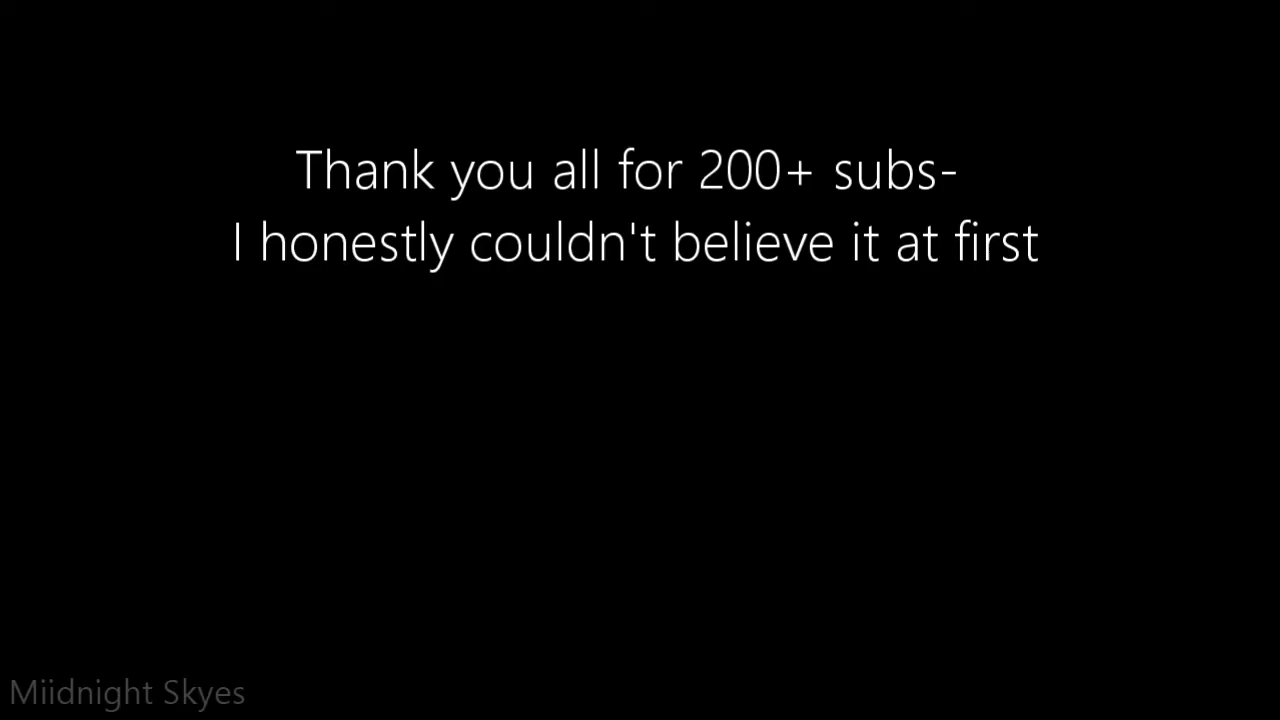 Thank you all for 200+ subs-
I honestly couldn't believe it at first
Miidnight Skyes